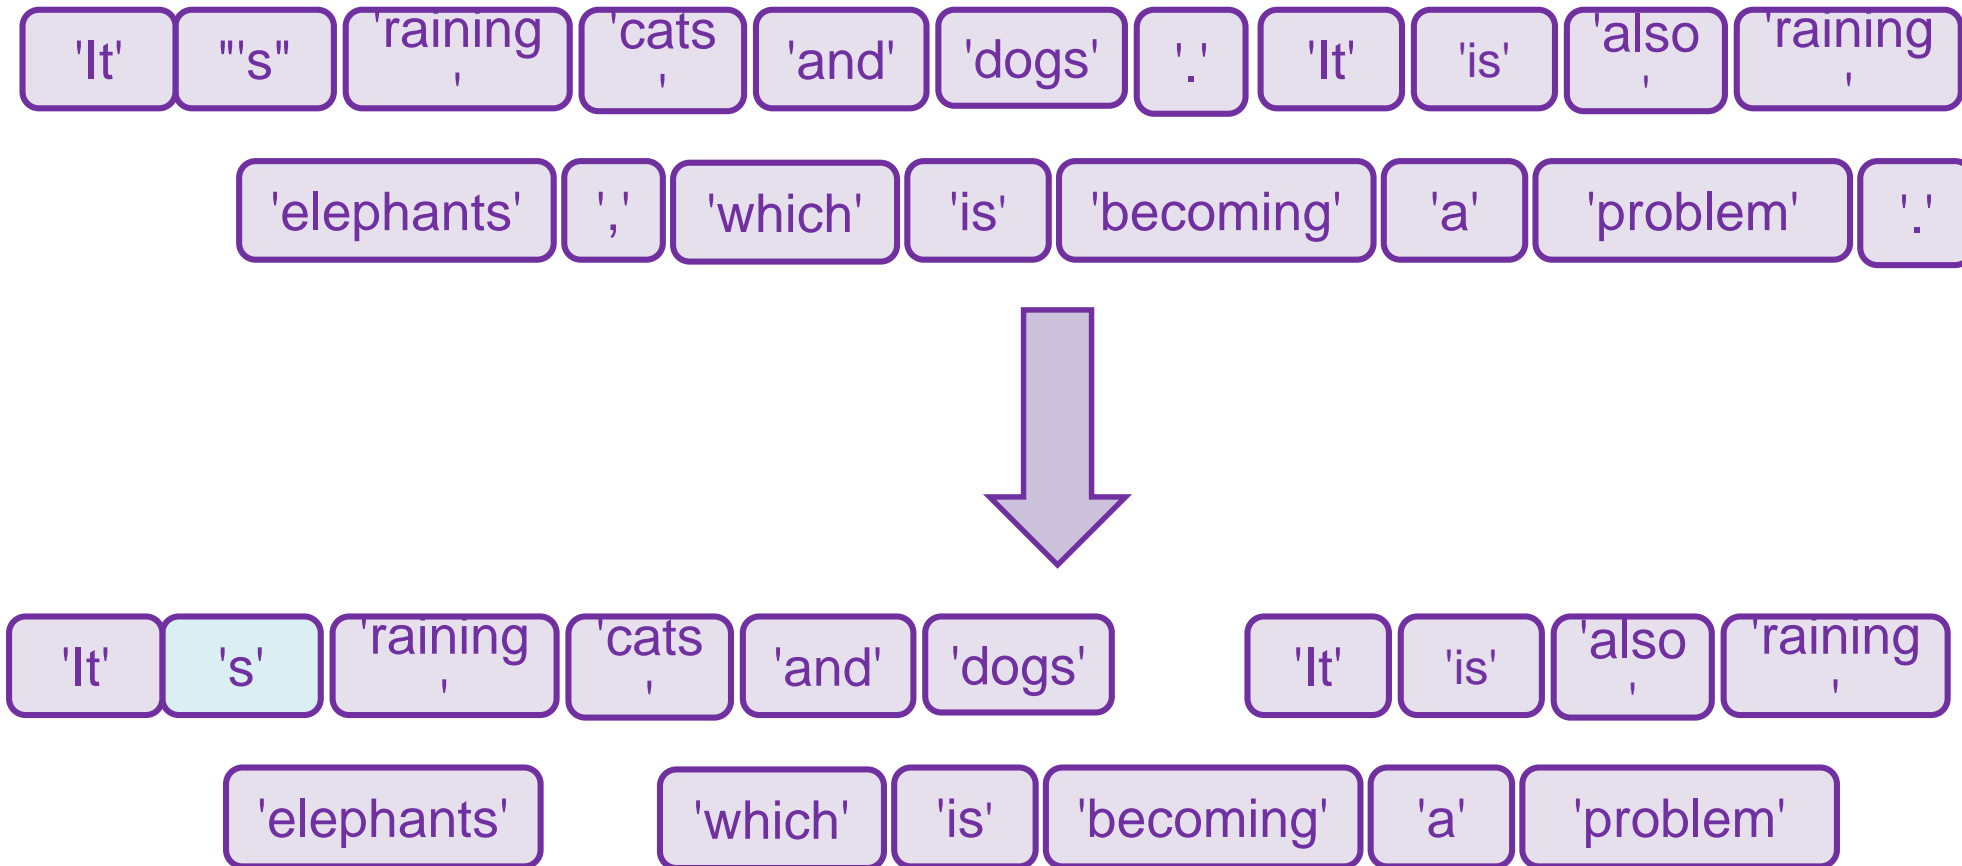 'It' "'s" 'raining' 'cats' 'and' 'dogs' '.' 'It' 'is' 'also' 'raining'
'elephants' ',' 'which' 'is' 'becoming' 'a' 'problem' '.'
'It' 's' 'raining' 'cats' 'and' 'dogs' 'It' 'is' 'also' 'raining'
'elephants' 'which' 'is' 'becoming' 'a' 'problem'